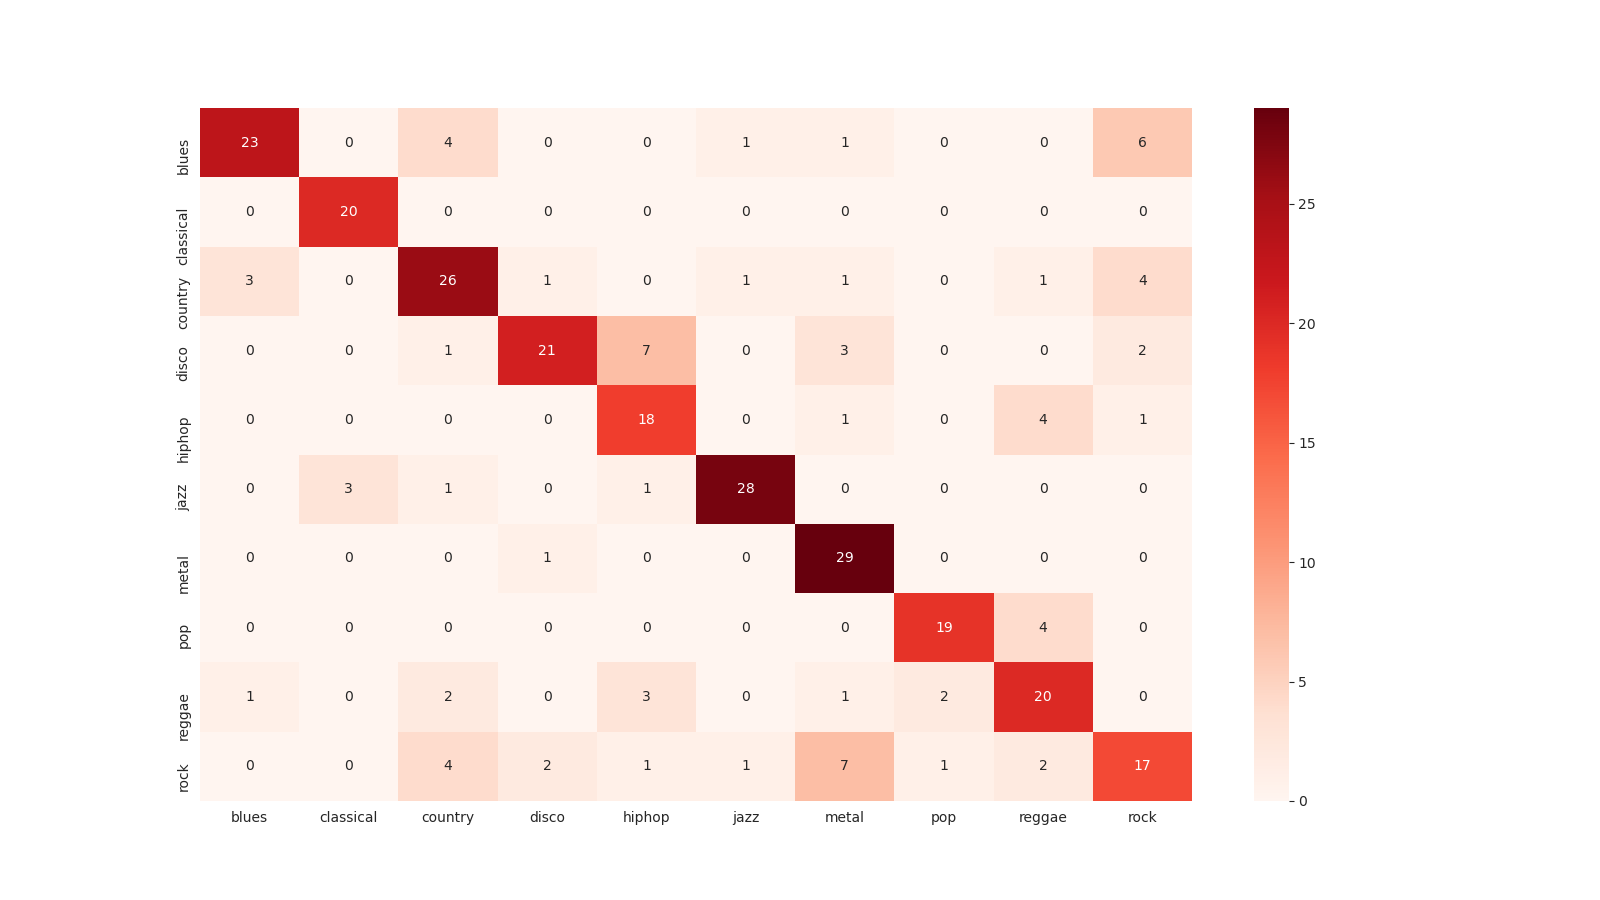 blues 23 0 4 0 0 1 1 0 0 6
classical 0 20 0 0 0 0 0 0 0 0
country 3 0 26 1 0 1 1 0 1 4
disco 0 0 1 21 7 0 3 0 0 2
hiphop 0 0 0 0 18 0 1 0 4 1
jazz 0 3 1 0 1 28 0 0 0 0
metal 0 0 0 1 0 0 29 0 0 0
pop 0 0 0 0 0 0 0 19 4 0
reggae 1 0 2 0 3 0 1 2 20 0
rock 0 0 4 2 1 1 7 1 2 17
blues classical country disco hiphop jazz metal pop reggae rock
25
20
15
10
5
0